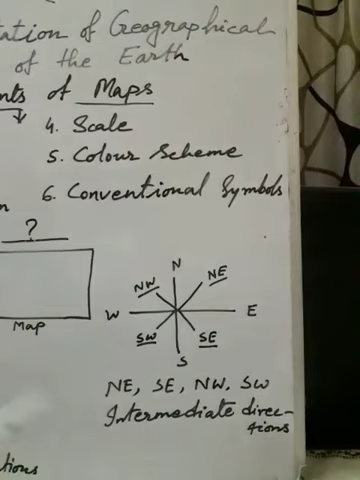 tation of Geographical
of the Earth
nts of Maps
4. Scale
5. Colour Scheme
6. Conventional Symbols
n
?
Map
N
NW NE
W E
SW SE
S
NE, SE, NW. SW
Intermediate direc-
tions
tions